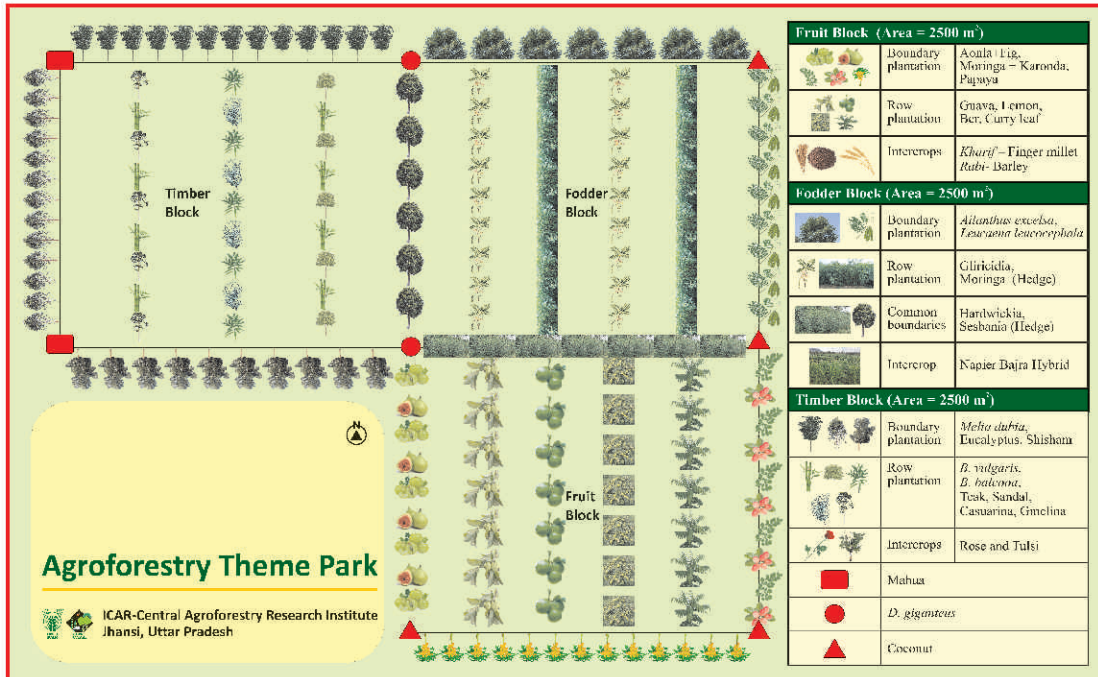 Timber
Block
Fodder
Block
Fruit
Block
N
Agroforestry Theme Park
ICAR-Central Agroforestry Research Institute
Jhansi, Uttar Pradesh
Fruit Block (Area = 2500 m²)
Boundary plantation
Aonla+Fig,
Moringa – Karonda,
Papaya
Row plantation
Guava, Lemon,
Ber, Curry leaf
Intercrops
Kharif – Finger millet
Rabi- Barley
Fodder Block (Area = 2500 m²)
Boundary plantation
Ailanthus excelsa,
Leucaena leucocephala
Row plantation
Gliricidia,
Moringa (Hedge)
Common boundaries
Hardwickia,
Sesbania (Hedge)
Intercrop
Napier Bajra Hybrid
Timber Block (Area = 2500 m²)
Boundary plantation
Melia dubia,
Eucalyptus, Shisham
Row plantation
B. vulgaris,
B. balcooa,
Teak, Sandal,
Casuarina, Gmelina
Intercrops
Rose and Tulsi
Mahua
D. giganteus
Coconut